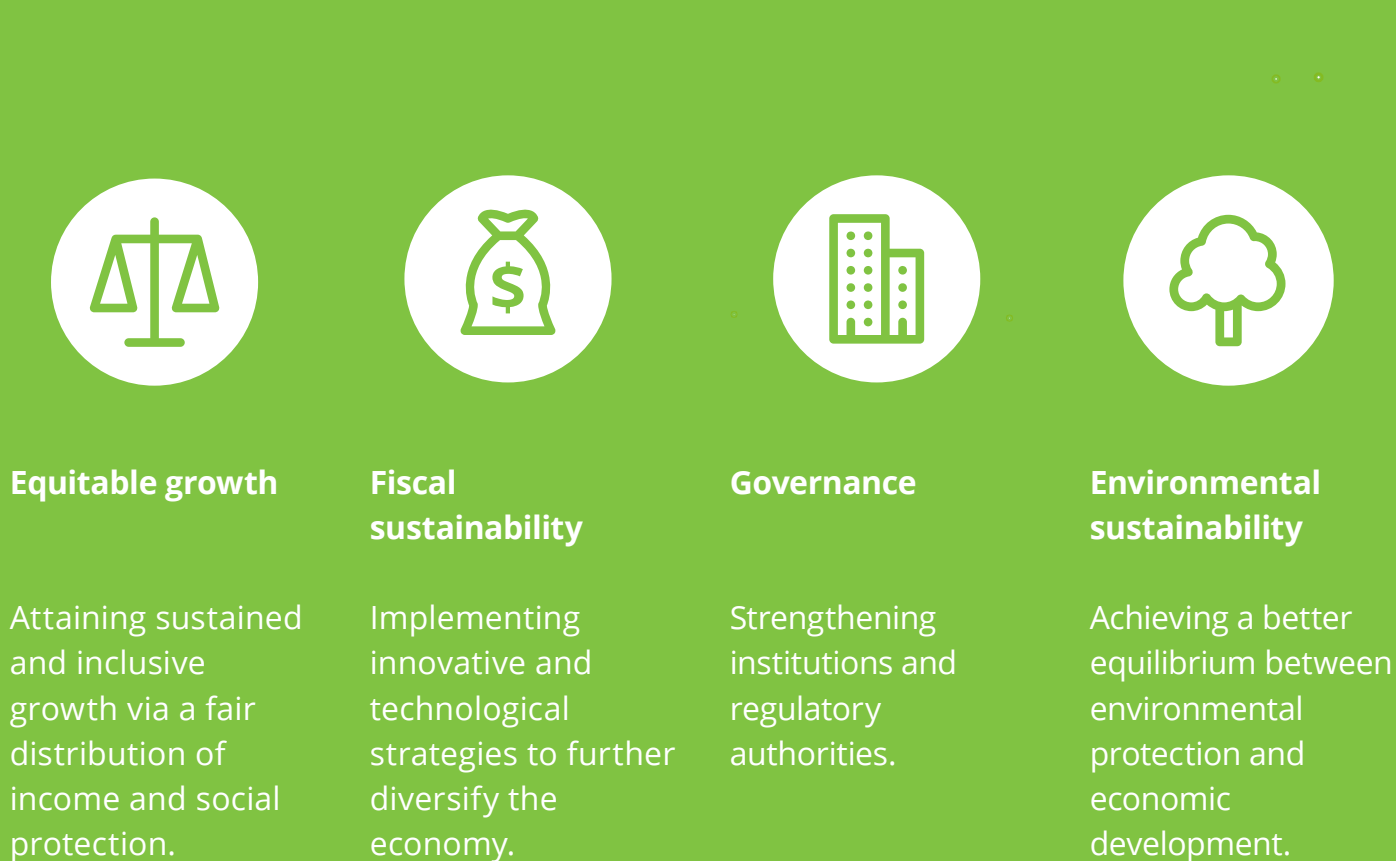 Equitable growth
Attaining sustained
and inclusive
growth via a fair
distribution of
income and social
protection.
Fiscal
sustainability
Implementing
innovative and
technological
strategies to further
diversify the
economy.
Governance
Strengthening
institutions and
regulatory
authorities.
Environmental
sustainability
Achieving a better
equilibrium between
environmental
protection and
economic
development.
$